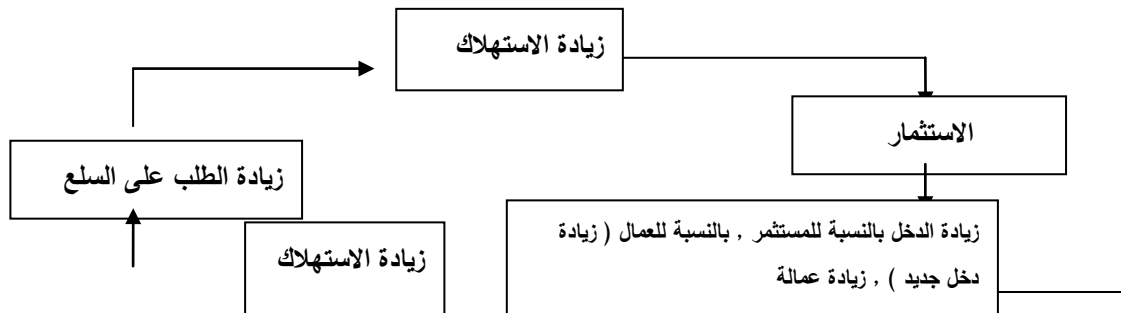 زيادة الاستهلاك
الاستثمار
زيادة الطلب على السلع
زيادة الدخل بالنسبة للمستثمر , بالنسبة للعمال ( زيادة
دخل جديد ) , زيادة عمالة
زيادة الاستهلاك